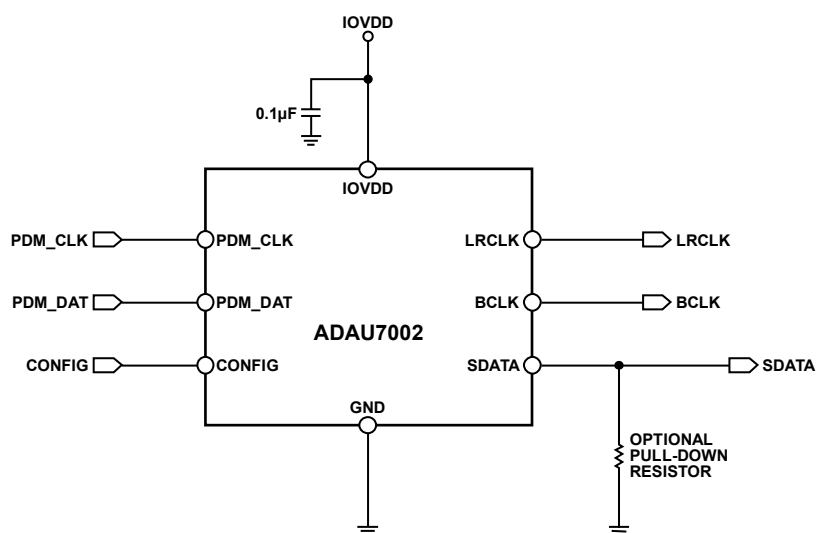 IOVDD
0.1µF
IOVDD
PDM_CLK
PDM_CLK
LRCLK
LRCLK
PDM_DAT
PDM_DAT
BCLK
BCLK
ADAU7002
CONFIG
CONFIG
SDATA
SDATA
GND
OPTIONAL
PULL-DOWN
RESISTOR